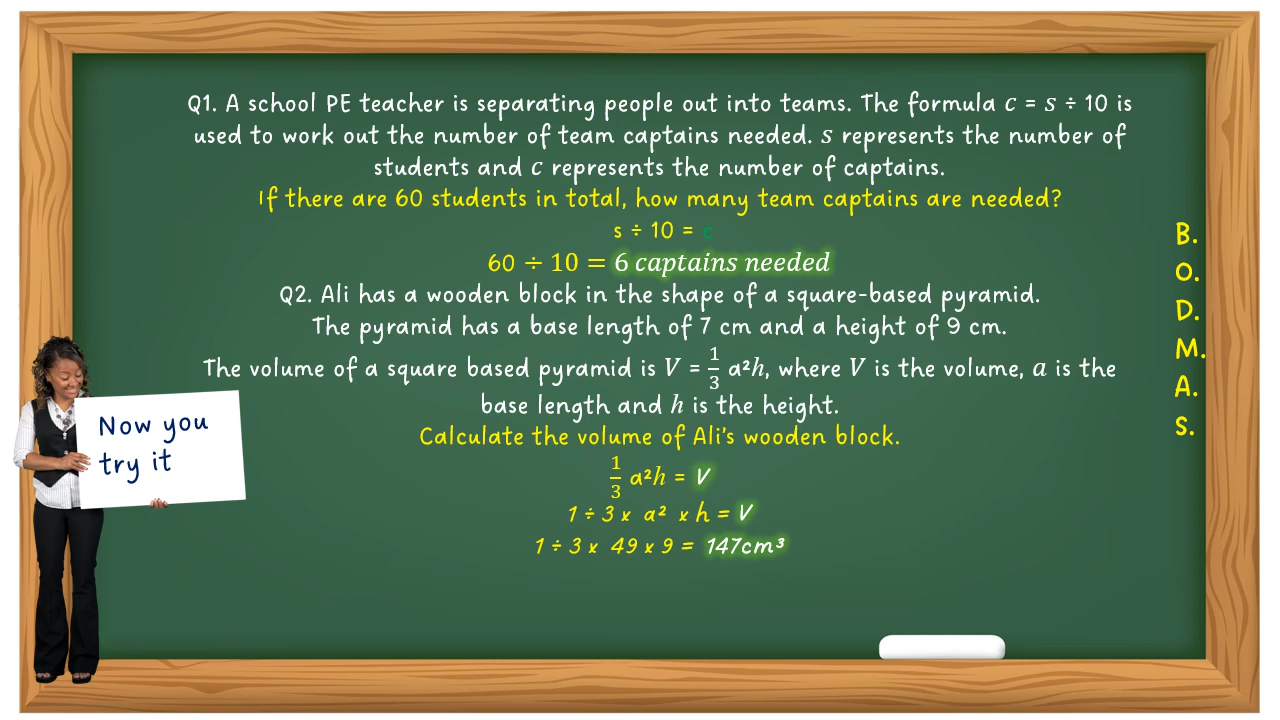 Q1. A school PE teacher is separating people out into teams. The formula c = s ÷ 10 is
used to work out the number of team captains needed. s represents the number of
students and c represents the number of captains.
If there are 60 students in total, how many team captains are needed?
s ÷ 10 = c
60 ÷ 10 = 6 captains needed
Q2. Ali has a wooden block in the shape of a square-based pyramid.
The pyramid has a base length of 7 cm and a height of 9 cm.
The volume of a square based pyramid is V = 1/3 a²h, where V is the volume, a is the
base length and h is the height.
Calculate the volume of Ali's wooden block.
1/3 a²h = V
1 ÷ 3 x a² x h = V
1 ÷ 3 x 49 x 9 = 147cm³
B.
O.
D.
M.
A.
S.
Now you
try it